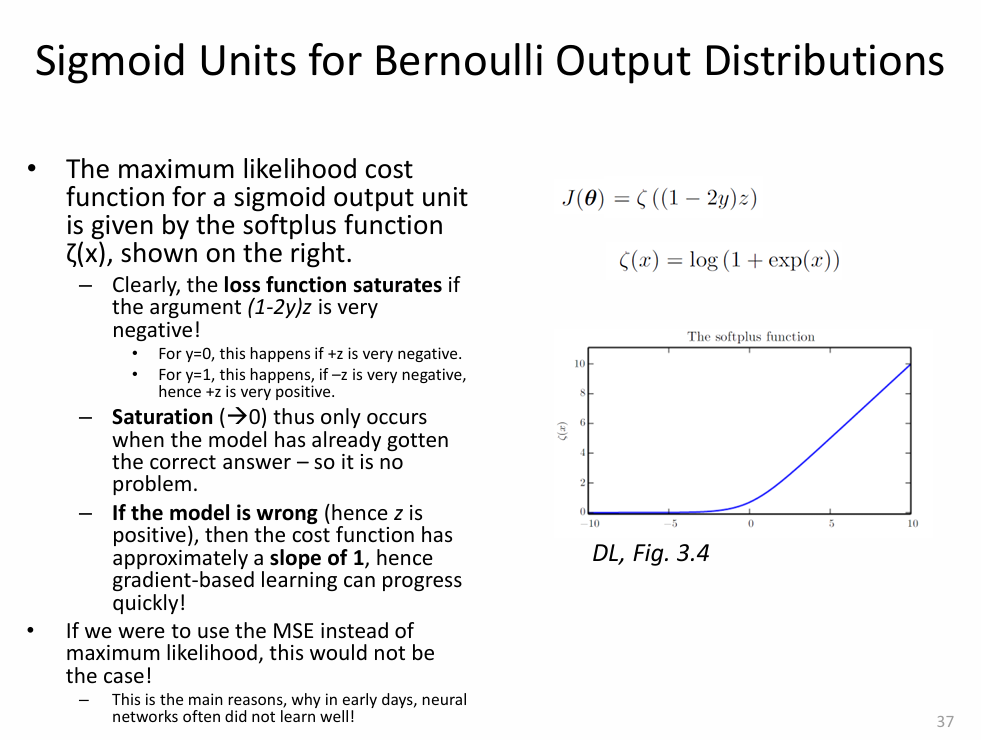 Sigmoid Units for Bernoulli Output Distributions
• The maximum likelihood cost
function for a sigmoid output unit
is given by the softplus function
ζ(x), shown on the right.
– Clearly, the loss function saturates if
the argument (1-2y)z is very
negative!
• For y=0, this happens if +z is very negative.
• For y=1, this happens, if –z is very negative,
hence +z is very positive.
– Saturation (→0) thus only occurs
when the model has already gotten
the correct answer – so it is no
problem.
– If the model is wrong (hence z is
positive), then the cost function has
approximately a slope of 1, hence
gradient-based learning can progress
quickly!
• If we were to use the MSE instead of
maximum likelihood, this would not be
the case!
– This is the main reasons, why in early days, neural
networks often did not learn well!
J(θ) = ζ ((1 − 2y)z)
ζ(x) = log (1 + exp(x))
The softplus function
10
8
6
4
2
0
ζ(x)
−10 −5 0 5 10
DL, Fig. 3.4
37